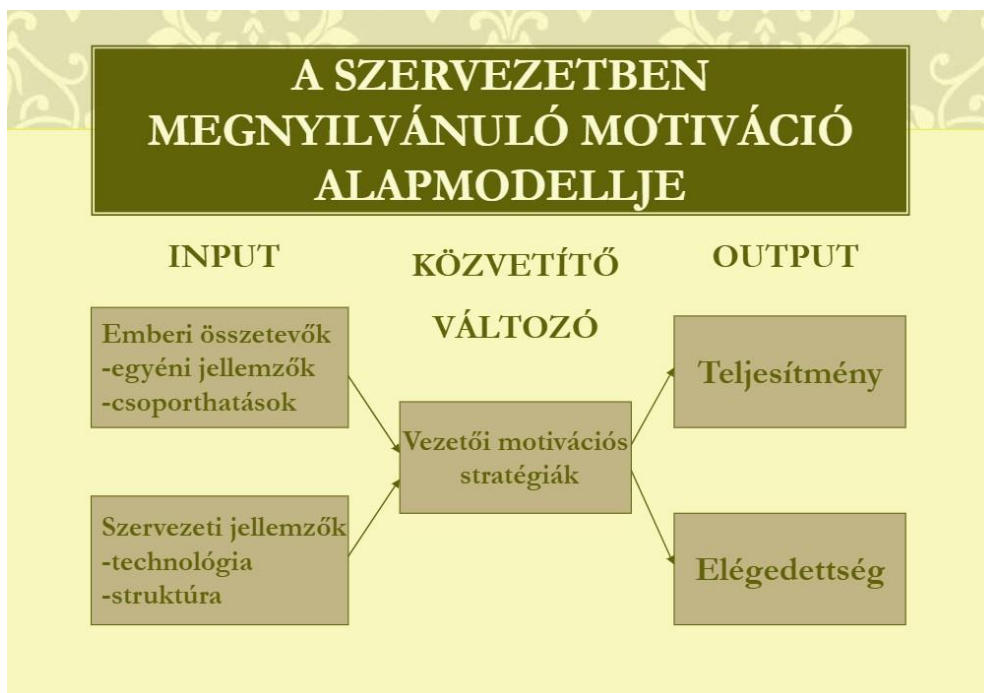 A SZERVEZETBEN
MEGNYILVÁNULÓ MOTIVÁCIÓ
ALAPMODELLJE
INPUT
KÖZVETÍTŐ
VÁLTOZÓ
OUTPUT
Emberi összetevők
-egyéni jellemzők
-csoporthatások
Szervezeti jellemzők
-technológia
-struktúra
Vezetői motivációs
stratégiák
Teljesítmény
Elégedettség